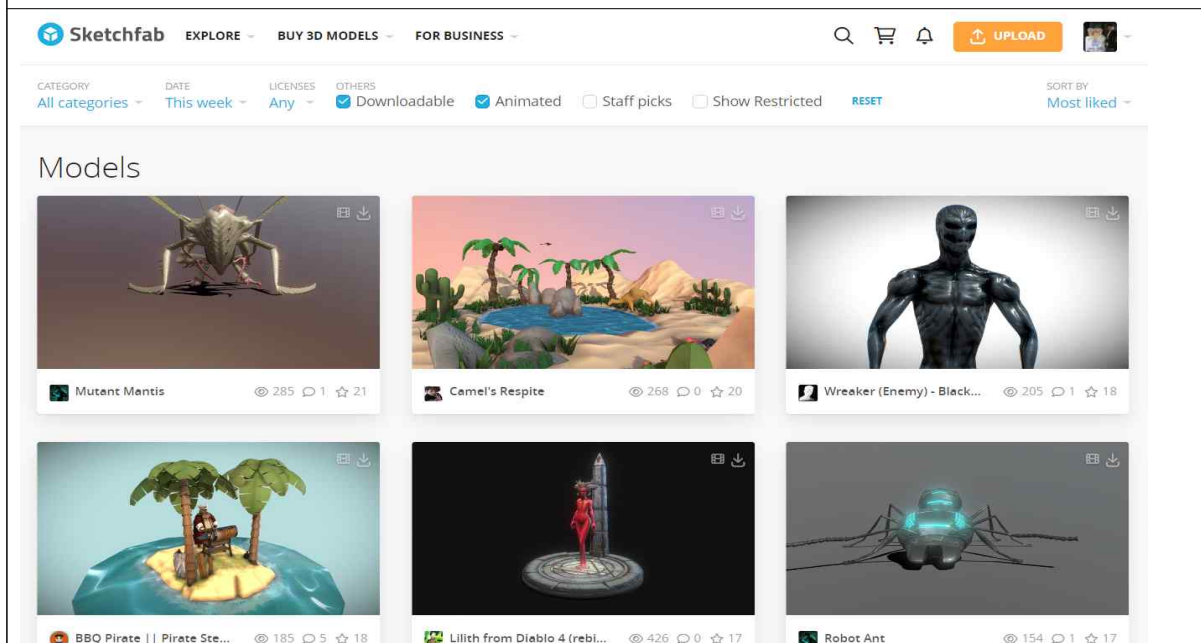 Sketchfab EXPLORE BUY 3D MODELS FOR BUSINESS UPLOAD
CATEGORY DATE LICENSES OTHERS SORT BY
All categories This week Any Downloadable Animated Staff picks Show Restricted RESET Most liked
Models
Mutant Mantis 285 1 21
Camel's Respite 268 0 20
Wreaker (Enemy) - Black... 205 1 18
BBQ Pirate || Pirate Ste... 185 5 18
Lilith from Diablo 4 (rebi... 426 0 17
Robot Ant 154 1 17